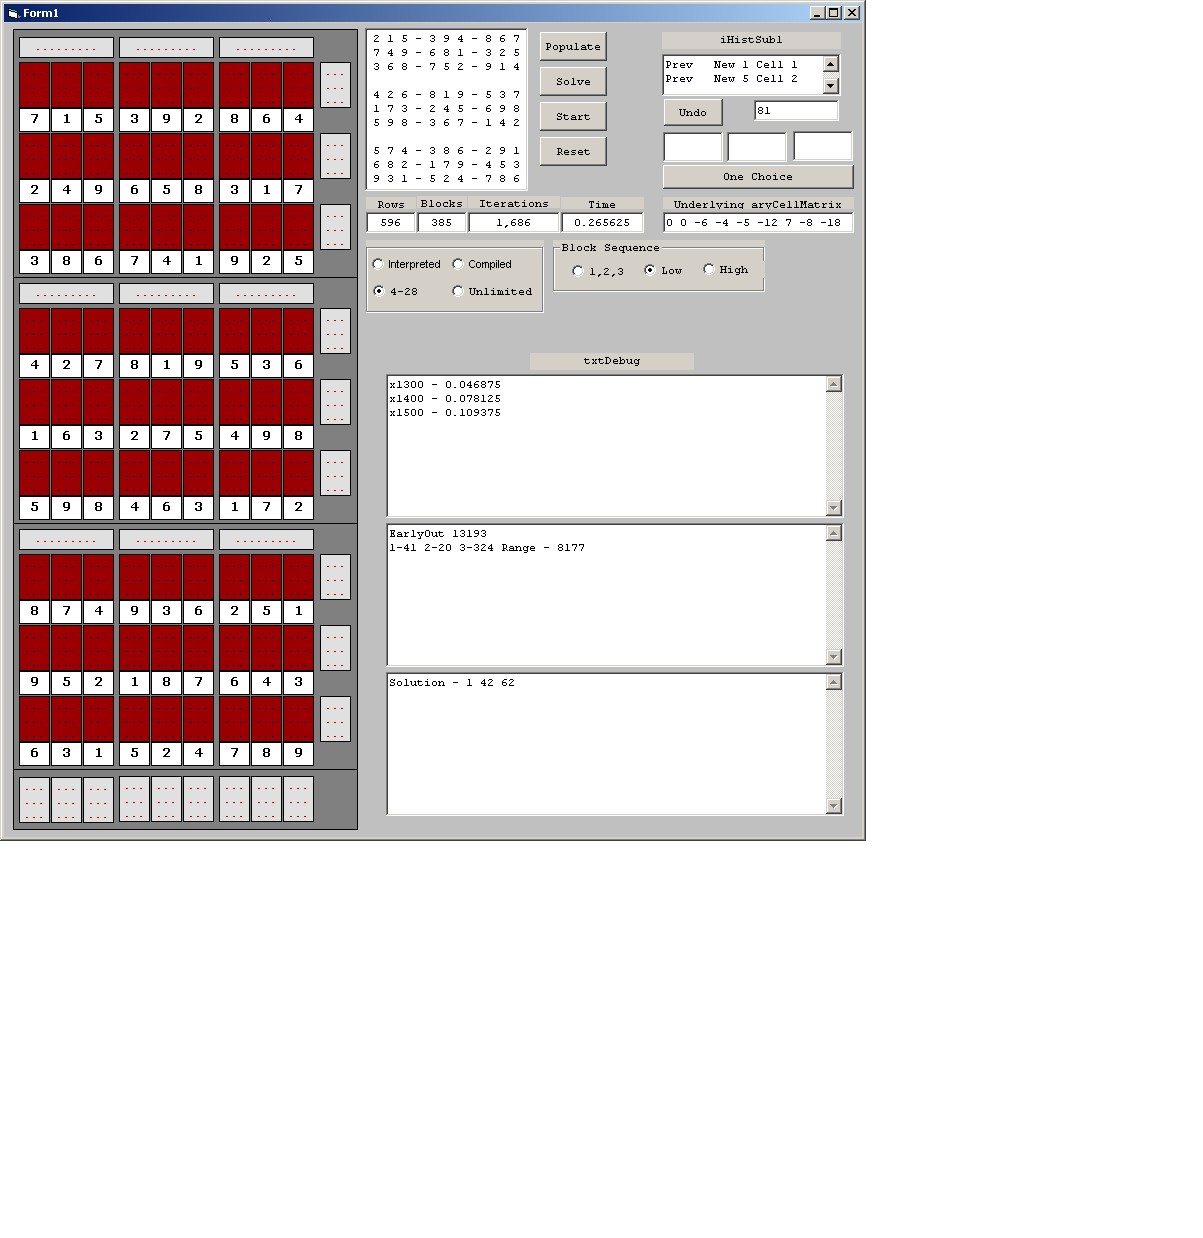 Form1
7 1 5 3 9 2 8 6 4
2 4 9 6 5 8 3 1 7
3 8 6 7 4 1 9 2 5
4 2 7 8 1 9 5 3 6
1 6 3 2 7 5 4 9 8
5 9 8 4 6 3 1 7 2
8 7 4 9 3 6 2 5 1
9 5 2 1 8 7 6 4 3
6 3 1 5 2 4 7 8 9
2 1 5 - 3 9 4 - 8 6 7
7 4 9 - 6 8 1 - 3 2 5
3 6 8 - 7 5 2 - 9 1 4
4 2 6 - 8 1 9 - 5 3 7
1 7 3 - 2 4 5 - 6 9 8
5 9 8 - 3 6 7 - 1 4 2
5 7 4 - 3 8 6 - 2 9 1
6 8 2 - 1 7 9 - 4 5 3
9 3 1 - 5 2 4 - 7 8 6
Populate
Solve
Start
Reset
iHistSub1
Prev New 1 Cell 1
Prev New 5 Cell 2
Undo
81
One Choice
Rows Blocks Iterations Time
596 385 1,686 0.265625
Underlying aryCellMatrix
0 0 -6 -4 -5 -12 7 -8 -18
Interpreted Compiled
4-28 Unlimited
Block Sequence
1,2,3 Low High
txtDebug
x1300 - 0.046875
x1400 - 0.078125
x1500 - 0.109375
EarlyOut 13193
1-41 2-20 3-324 Range - 8177
Solution - 1 42 62